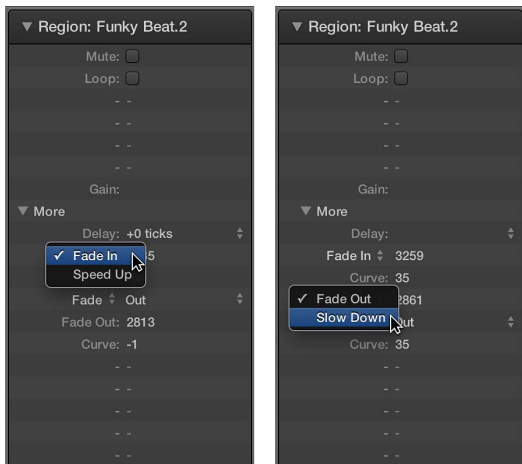 Region: Funky Beat.2
Mute:
Loop:
- -
- -
- -
- -
Gain:
More
Delay: +0 ticks
Fade In
Speed Up
Fade Out
Fade Out: 2813
Curve: -1
- -
- -
- -
- -
- -
Region: Funky Beat.2
Mute:
Loop:
- -
- -
- -
- -
Gain:
More
Delay:
Fade In 3259
Curve: 35
Fade Out 2861
Slow Down Out
Curve: 35
- -
- -
- -
- -
- -